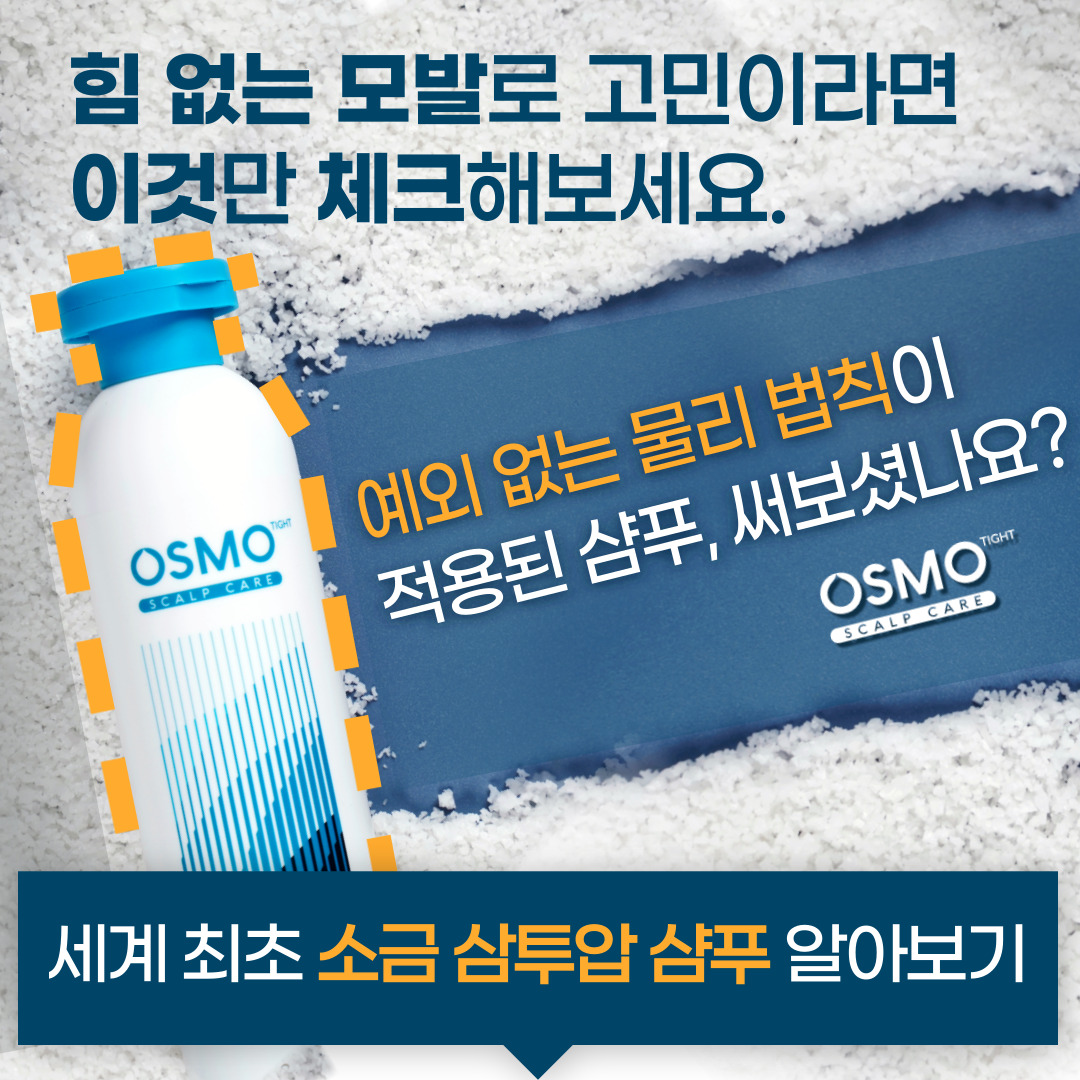 힘 없는 모발로 고민이라면
이것만 체크해보세요.
예외 없는 물리 법칙이
적용된 샴푸, 써보셨나요?
OSMO TIGHT
SCALP CARE
OSMO TIGHT
SCALP CARE
세계 최초 소금 삼투압 샴푸 알아보기